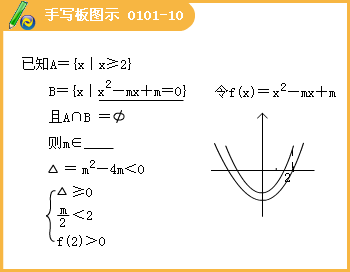 手写板图示 0101-10
已知A={x|x≥2}
B={x|x²-mx+m=0} 令f(x)=x²-mx+m
且A∩B=ϕ
则m∈____
△=m²-4m<0
△≥0
m/2<2
f(2)>0
2